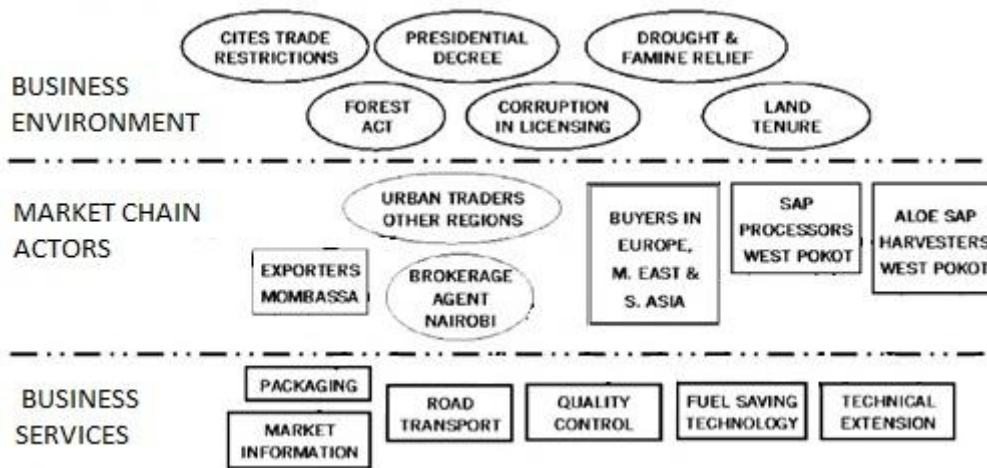 CITES TRADE
RESTRICTIONS
PRESIDENTIAL
DECREE
DROUGHT &
FAMINE RELIEF
BUSINESS
ENVIRONMENT
FOREST
ACT
CORRUPTION
IN LICENSING
LAND
TENURE
MARKET CHAIN
ACTORS
URBAN TRADERS
OTHER REGIONS
EXPORTERS
MOMBASSA
BROKERAGE
AGENT
NAIROBI
BUYERS IN
EUROPE,
M. EAST &
S. ASIA
SAP
PROCESSORS
WEST POKOT
ALOE SAP
HARVESTERS
WEST POKOT
BUSINESS
SERVICES
PACKAGING
MARKET
INFORMATION
ROAD
TRANSPORT
QUALITY
CONTROL
FUEL SAVING
TECHNOLOGY
TECHNICAL
EXTENSION